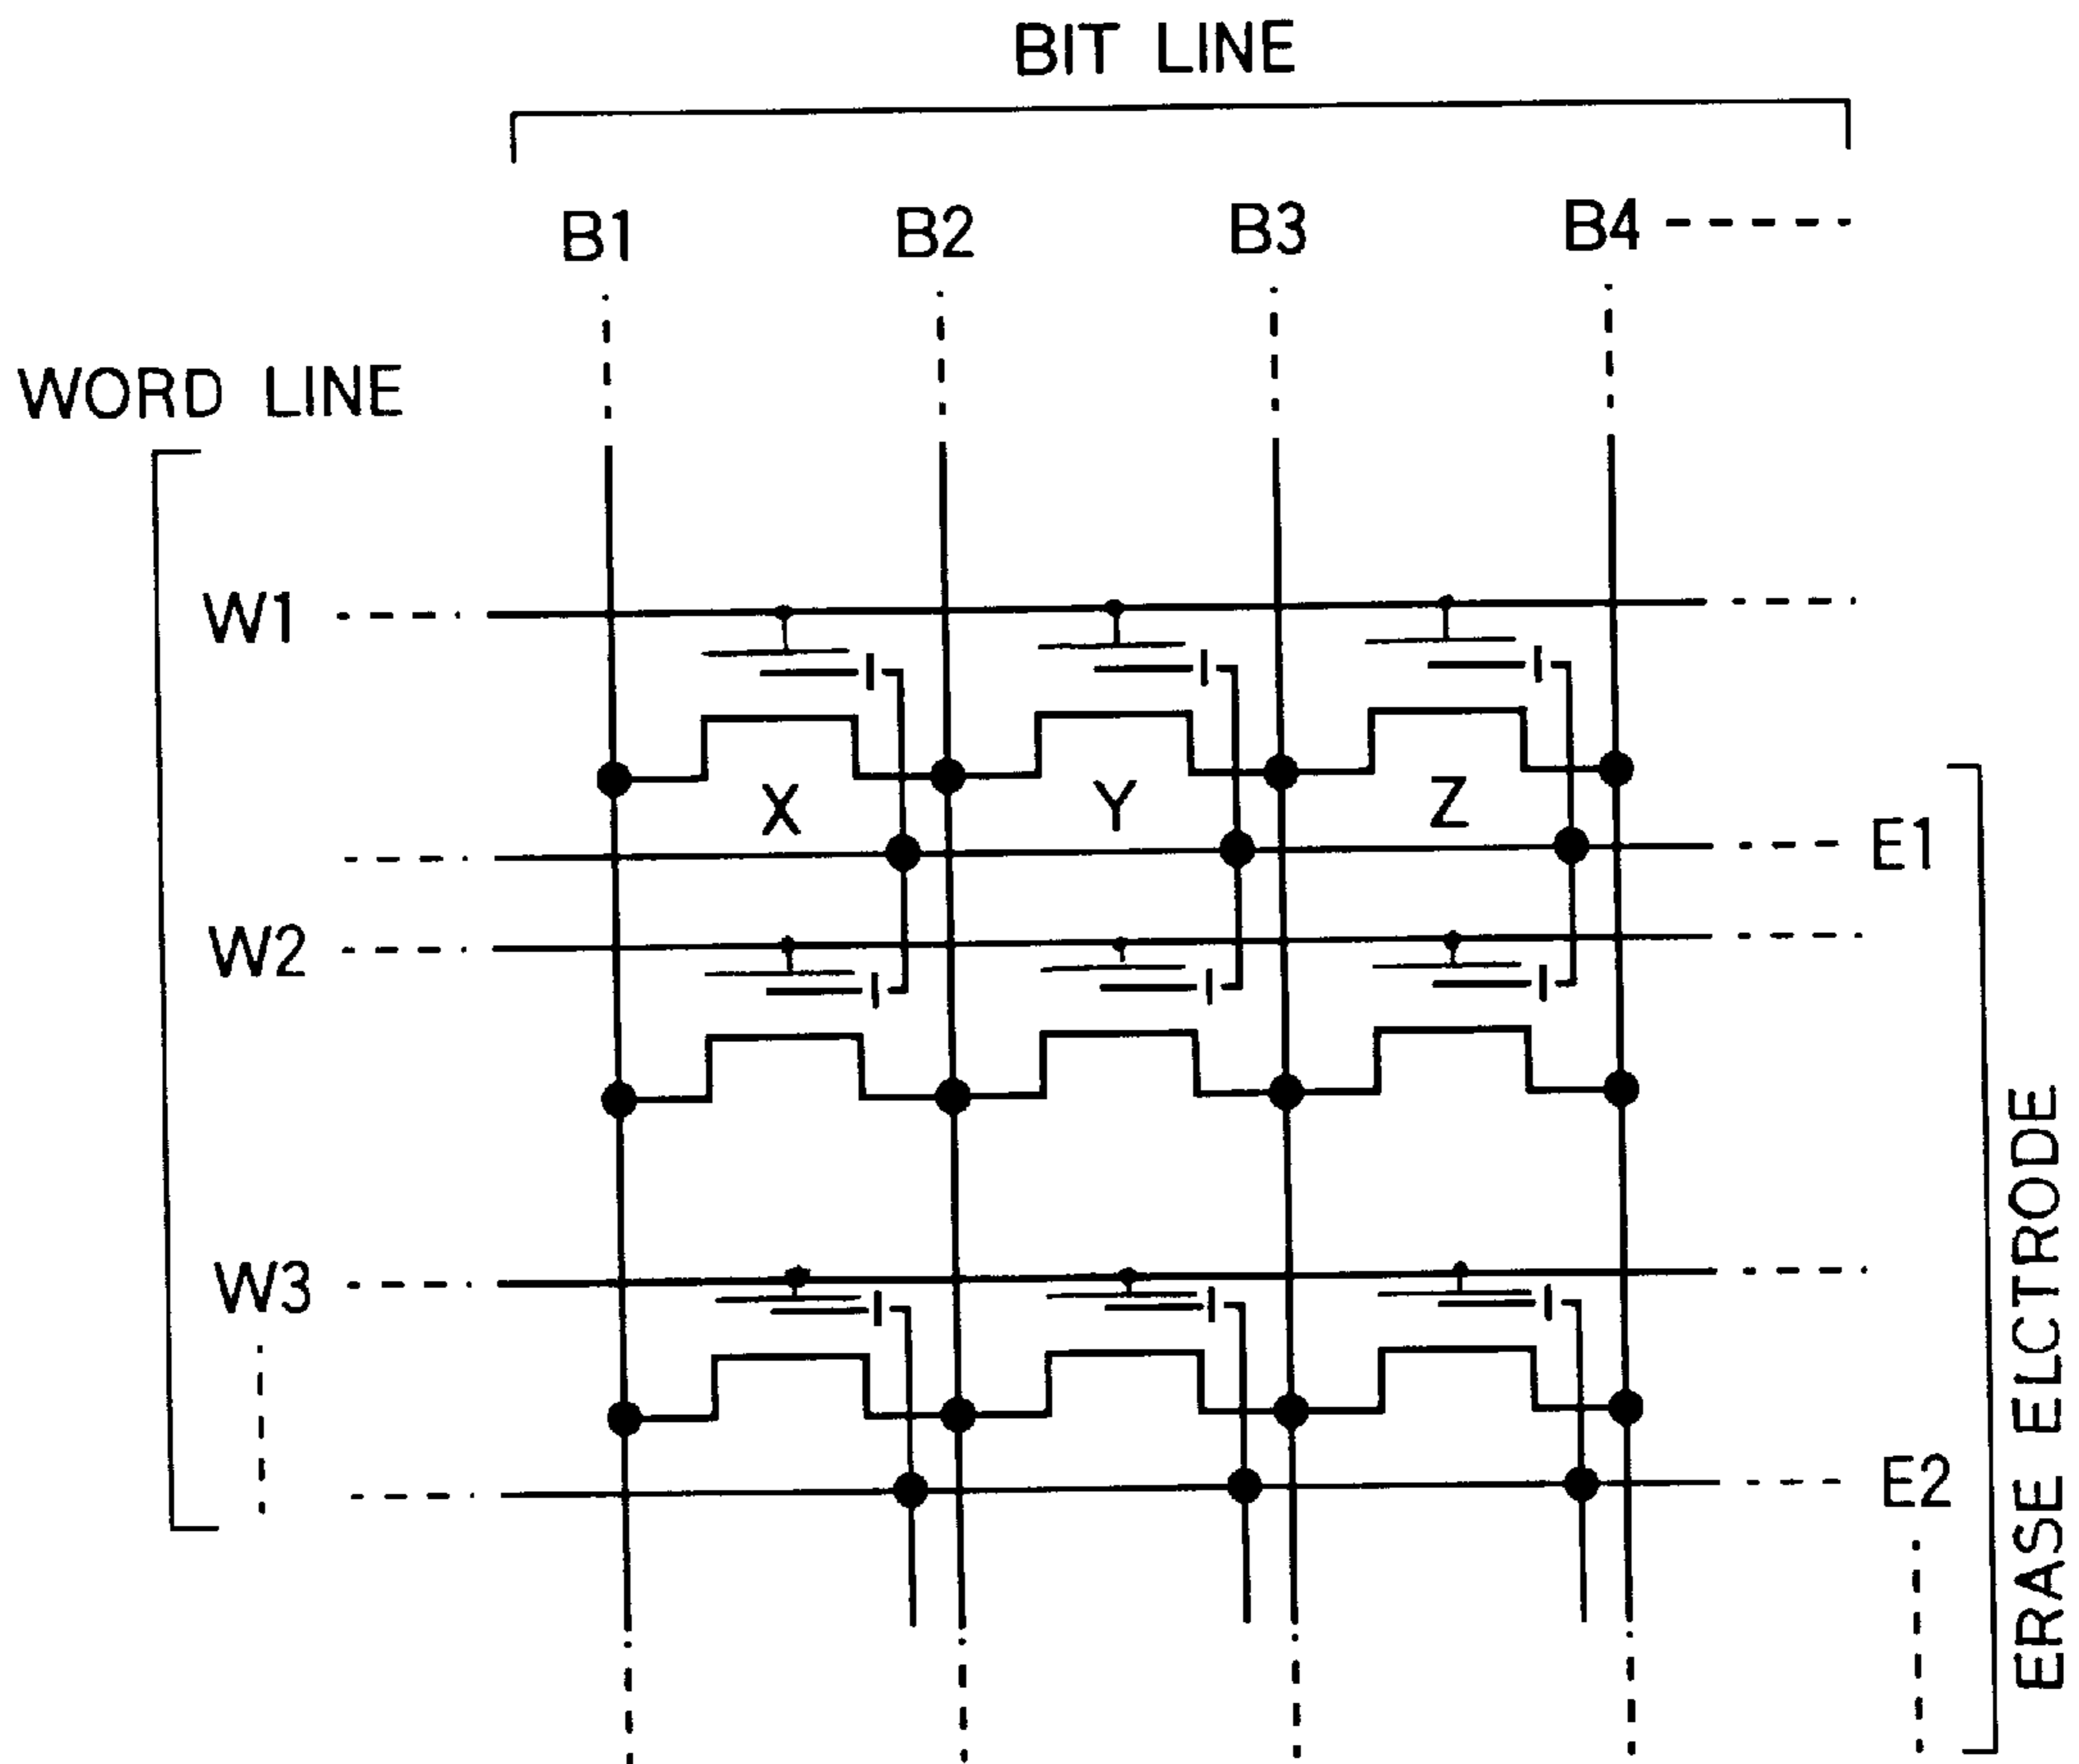 BIT LINE
B1 B2 B3 B4
WORD LINE
W1
X Y Z
E1
W2
W3
E2
ERASE ELCTRODE